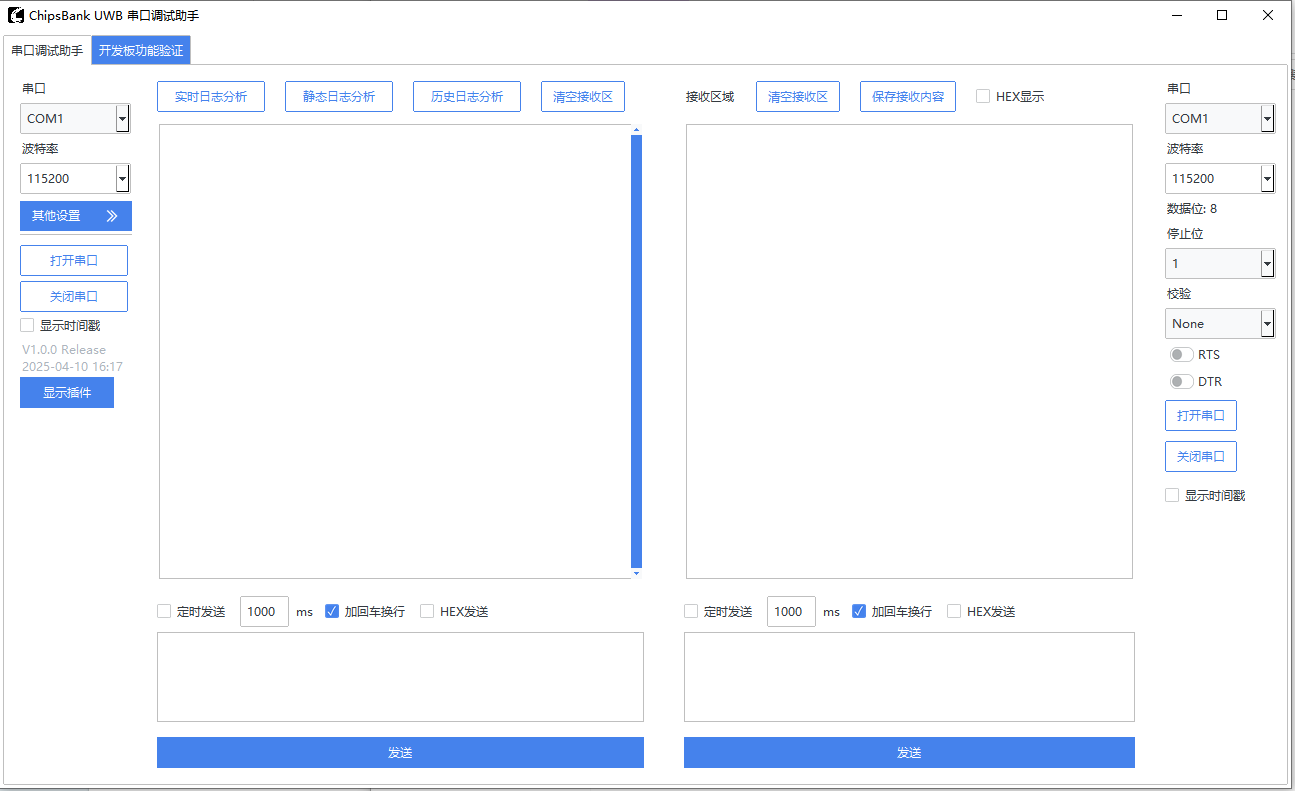 ChipsBank UWB 串口调试助手
串口调试助手 开发板功能验证
串口
COM1
波特率
115200
其他设置
打开串口
关闭串口
显示时间戳
V1.0.0 Release
2025-04-10 16:17
显示插件
实时日志分析 静态日志分析 历史日志分析 清空接收区
定时发送 1000 ms 加回车换行 HEX发送
发送
接收区域 清空接收区 保存接收内容 HEX显示
定时发送 1000 ms 加回车换行 HEX发送
发送
串口
COM1
波特率
115200
数据位: 8
停止位
1
校验
None
RTS
DTR
打开串口
关闭串口
显示时间戳